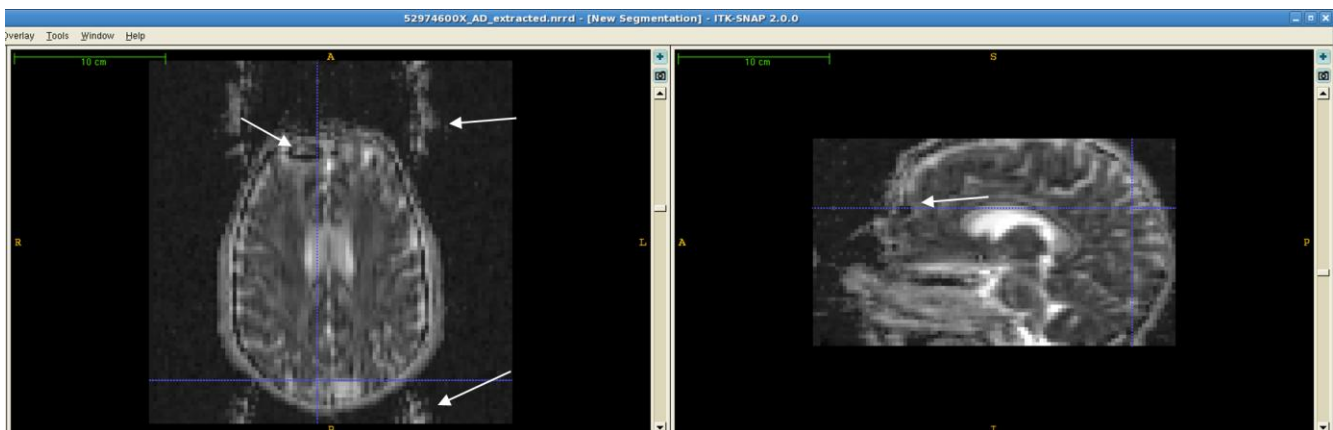 52974600X_AD_extracted.nrrd - [New Segmentation] - ITK-SNAP 2.0.0
Overlay Tools Window Help
10 cm
A
R
L
10 cm
S
A
P